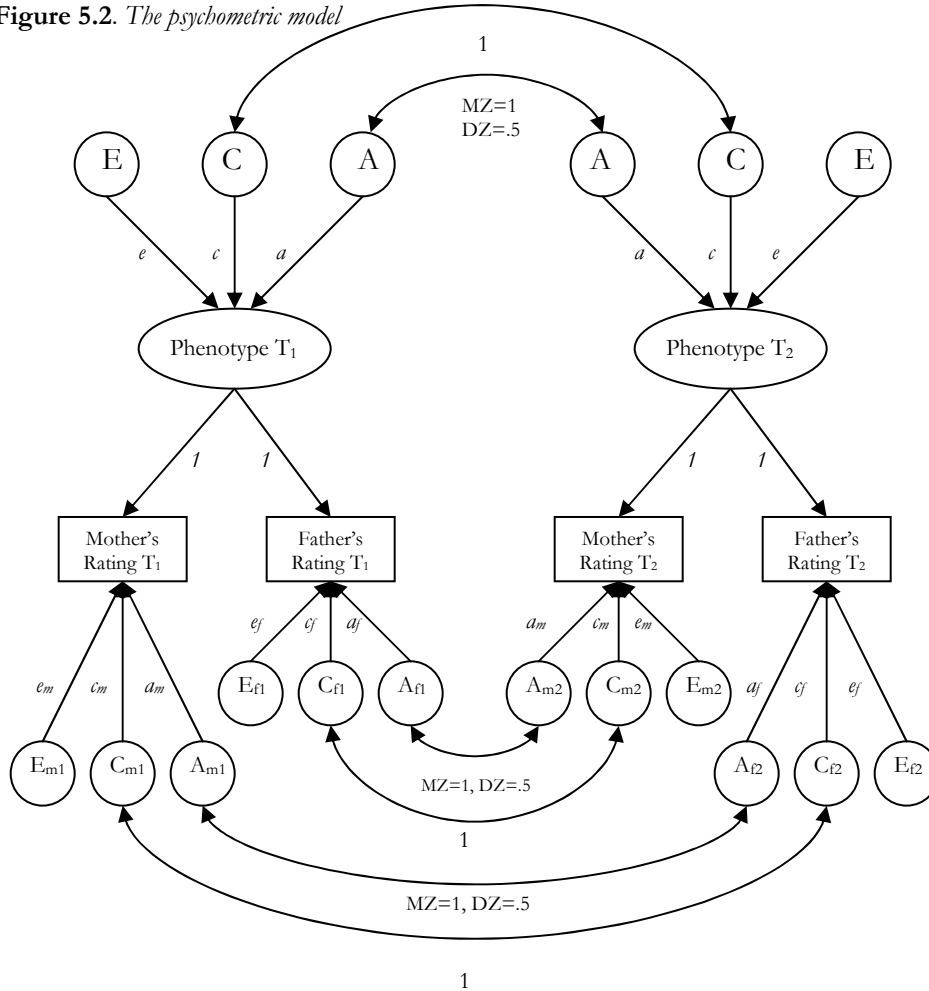 Figure 5.2. The psychometric model
1
MZ=1
DZ=.5
E
C
A
A
C
E
e
c
a
a
c
e
Phenotype T1
Phenotype T2
1
1
1
1
Mother's
Rating T1
Father's
Rating T1
Mother's
Rating T2
Father's
Rating T2
ef
cf
af
am
cm
em
em
cm
am
af
cf
ef
Ef1
Cf1
Af1
Am2
Cm2
Em2
Em1
Cm1
Am1
Af2
Cf2
Ef2
MZ=1, DZ=.5
1
MZ=1, DZ=.5
1